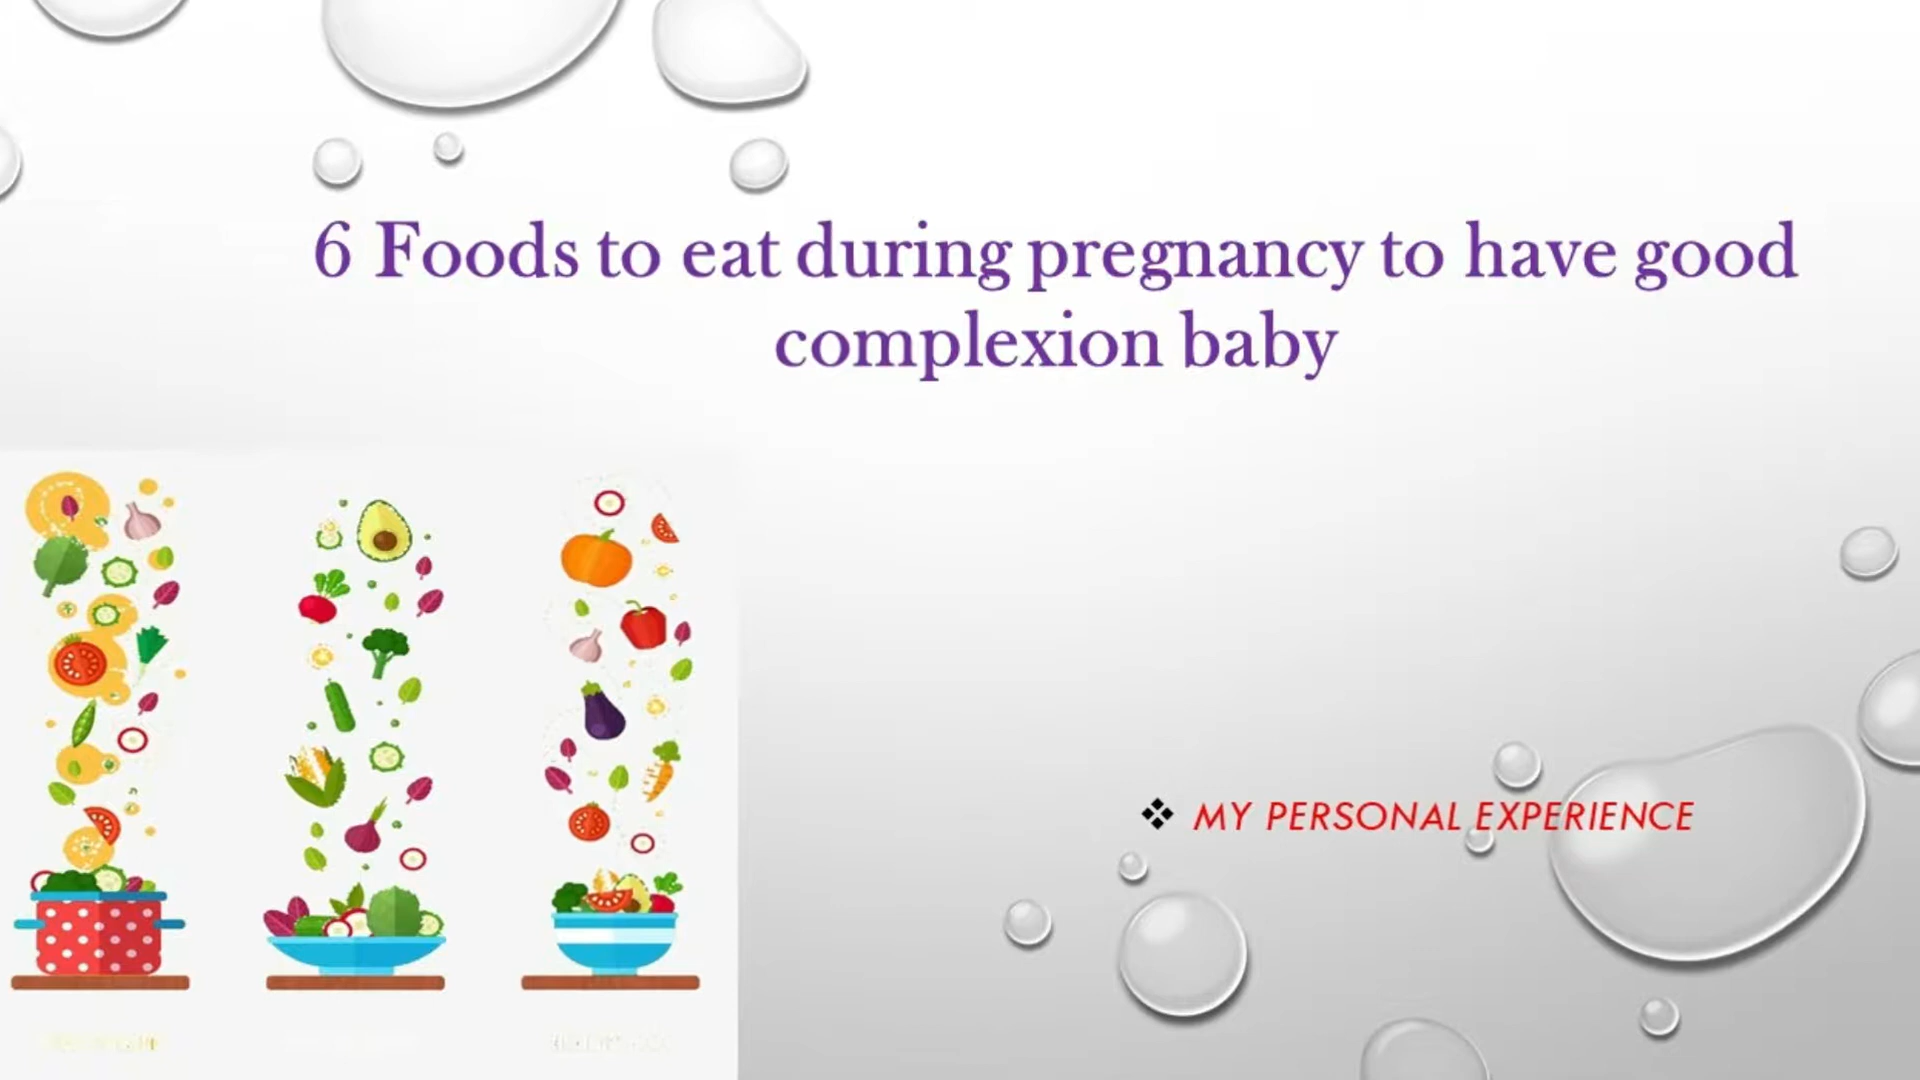 6 Foods to eat during pregnancy to have good
complexion baby
MY PERSONAL EXPERIENCE